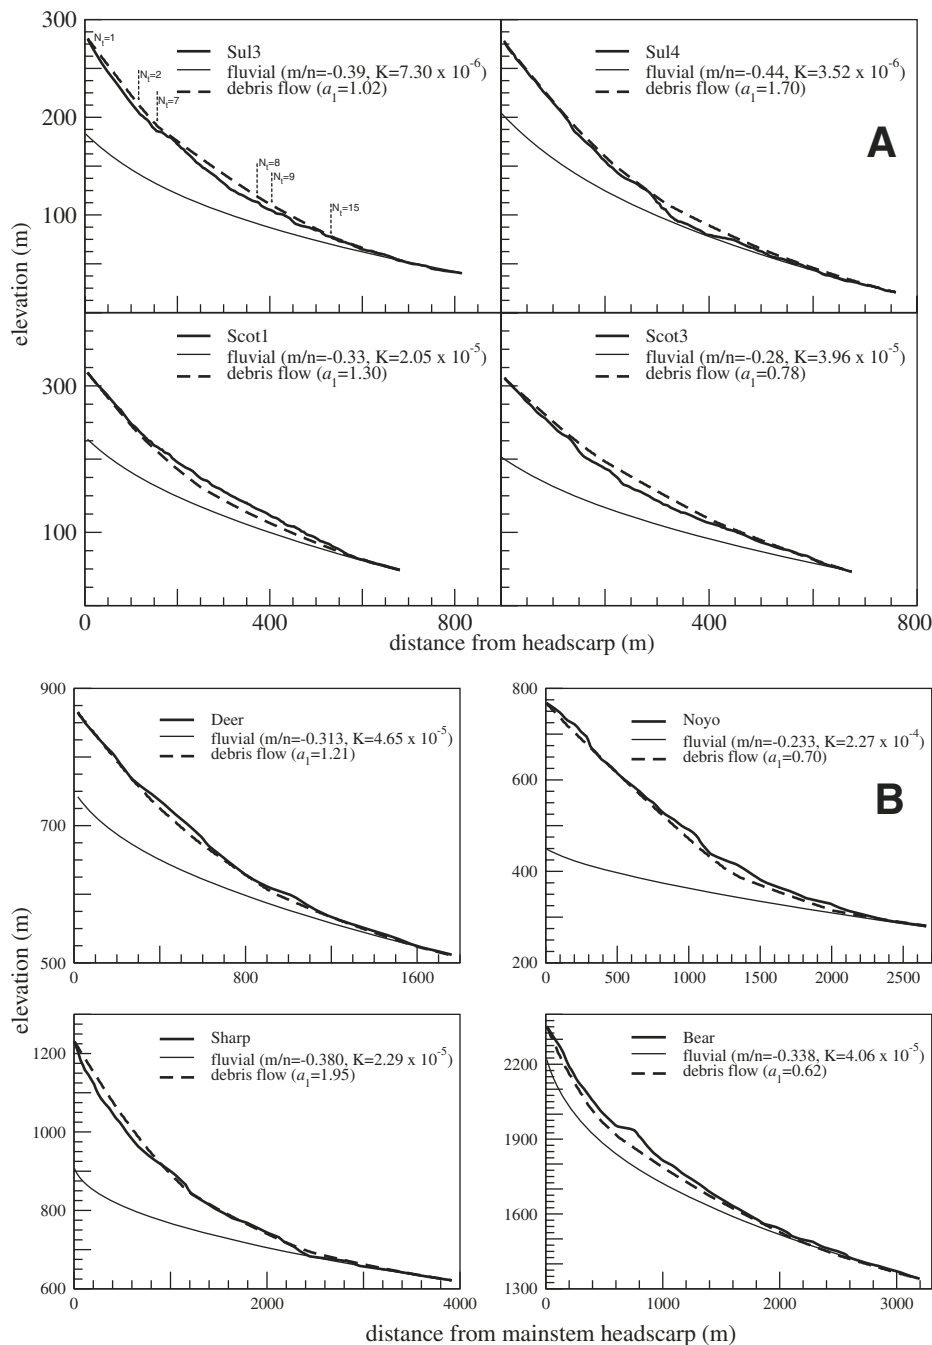 300
200
100
elevation (m)
Sul3
fluvial (m/n=-0.39, K=7.30 x 10-6)
debris flow (a1=1.02)
Nt=1
Nt=2
Nt=7
Nt=8
Nt=9
Nt=15
Sul4
fluvial (m/n=-0.44, K=3.52 x 10-6)
debris flow (a1=1.70)
A
300
100
Scot1
fluvial (m/n=-0.33, K=2.05 x 10-5)
debris flow (a1=1.30)
Scot3
fluvial (m/n=-0.28, K=3.96 x 10-5)
debris flow (a1=0.78)
0 400 800 400 800
distance from headscarp (m)
900
700
500
Deer
fluvial (m/n=-0.313, K=4.65 x 10-5)
debris flow (a1=1.21)
0 800 1600
800
600
400
200
Noyo
fluvial (m/n=-0.233, K=2.27 x 10-4)
debris flow (a1=0.70)
B
0 500 1000 1500 2000 2500
elevation (m)
1200
1000
800
600
Sharp
fluvial (m/n=-0.380, K=2.29 x 10-5)
debris flow (a1=1.95)
0 2000 4000
2200
1900
1600
1300
Bear
fluvial (m/n=-0.338, K=4.06 x 10-5)
debris flow (a1=0.62)
0 1000 2000 3000
distance from mainstem headscarp (m)